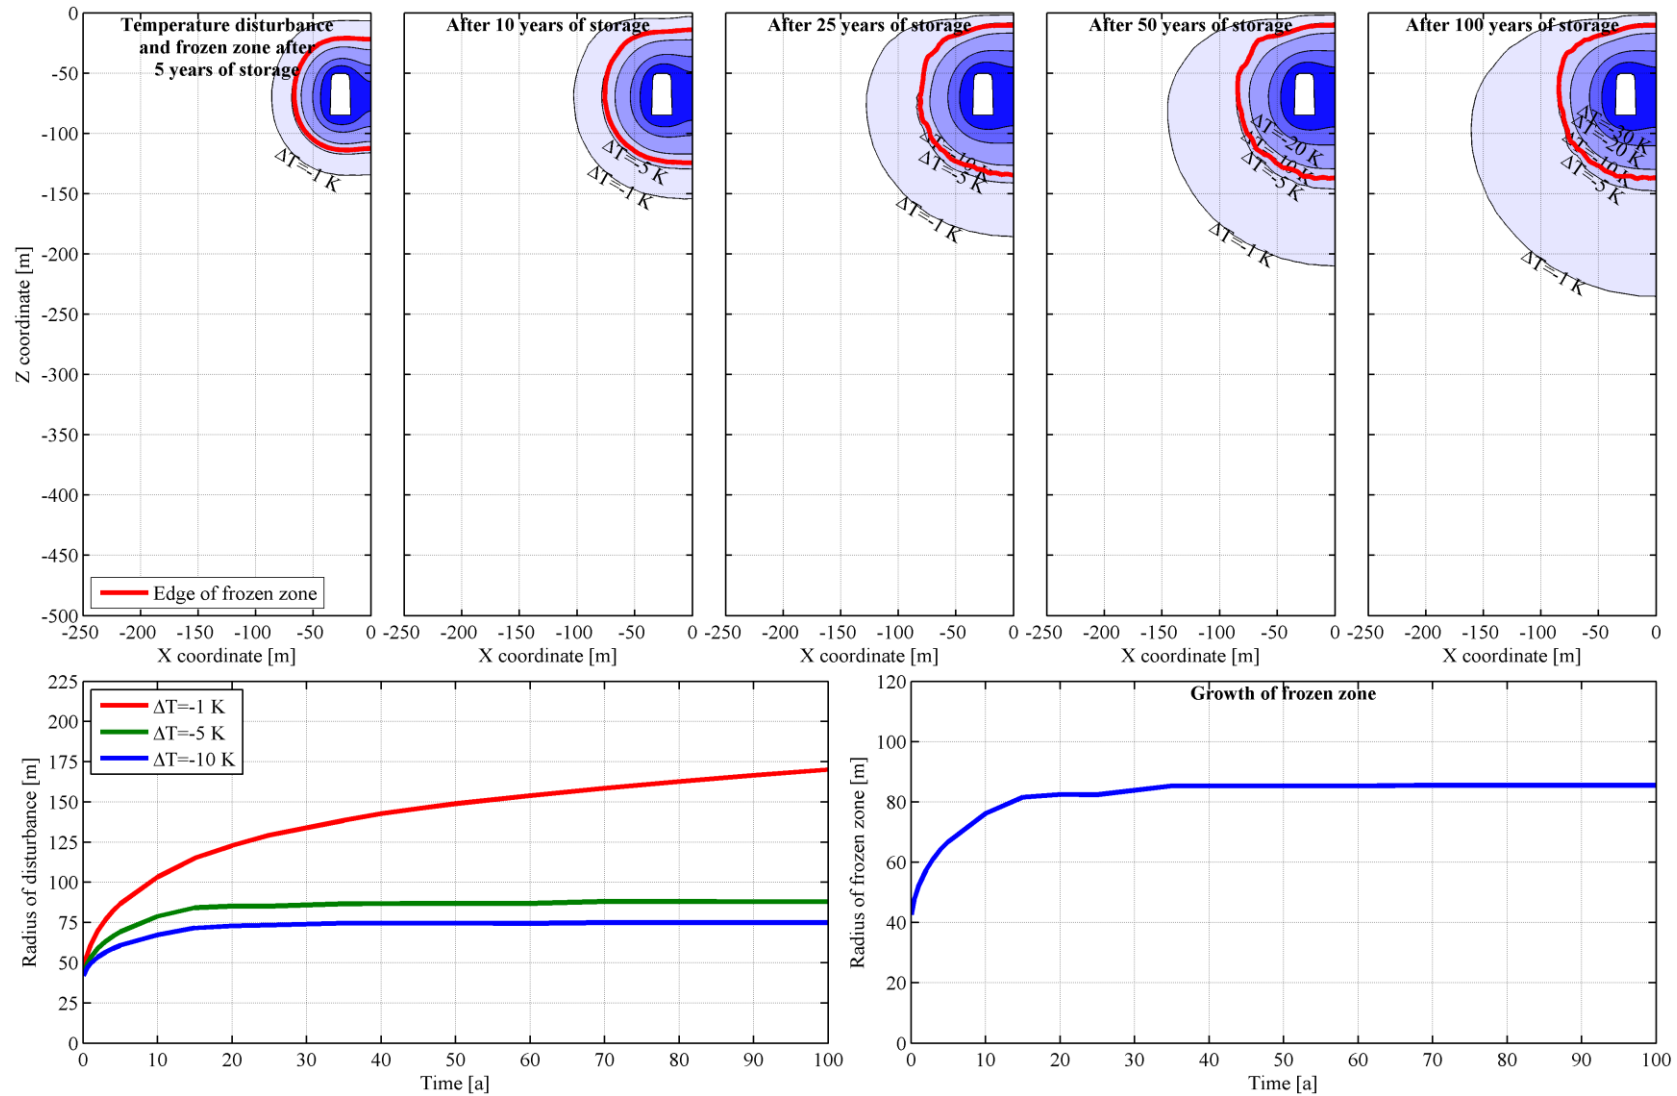 Temperature disturbance
and frozen zone after
5 years of storage
After 10 years of storage
After 25 years of storage
After 50 years of storage
After 100 years of storage
0
-50
-100
-150
-200
-250
-300
-350
-400
-450
-500
Z coordinate [m]
ΔT=-1 K
ΔT=-5 K
ΔT=-1 K
ΔT=-10 K
ΔT=-5 K
ΔT=-1 K
ΔT=-20 K
ΔT=-10 K
ΔT=-5 K
ΔT=-1 K
ΔT=-30 K
ΔT=-20 K
ΔT=-10 K
ΔT=-5 K
ΔT=-1 K
Edge of frozen zone
-250 -200 -150 -100 -50 0
-250 -200 -150 -100 -50 0
-250 -200 -150 -100 -50 0
-250 -200 -150 -100 -50 0
-250 -200 -150 -100 -50 0
X coordinate [m]
X coordinate [m]
X coordinate [m]
X coordinate [m]
X coordinate [m]
225
200
175
150
125
100
75
50
25
0
Radius of disturbance [m]
ΔT=-1 K
ΔT=-5 K
ΔT=-10 K
0 10 20 30 40 50 60 70 80 90 100
Time [a]
Growth of frozen zone
120
100
80
60
40
20
0
Radius of frozen zone [m]
0 10 20 30 40 50 60 70 80 90 100
Time [a]